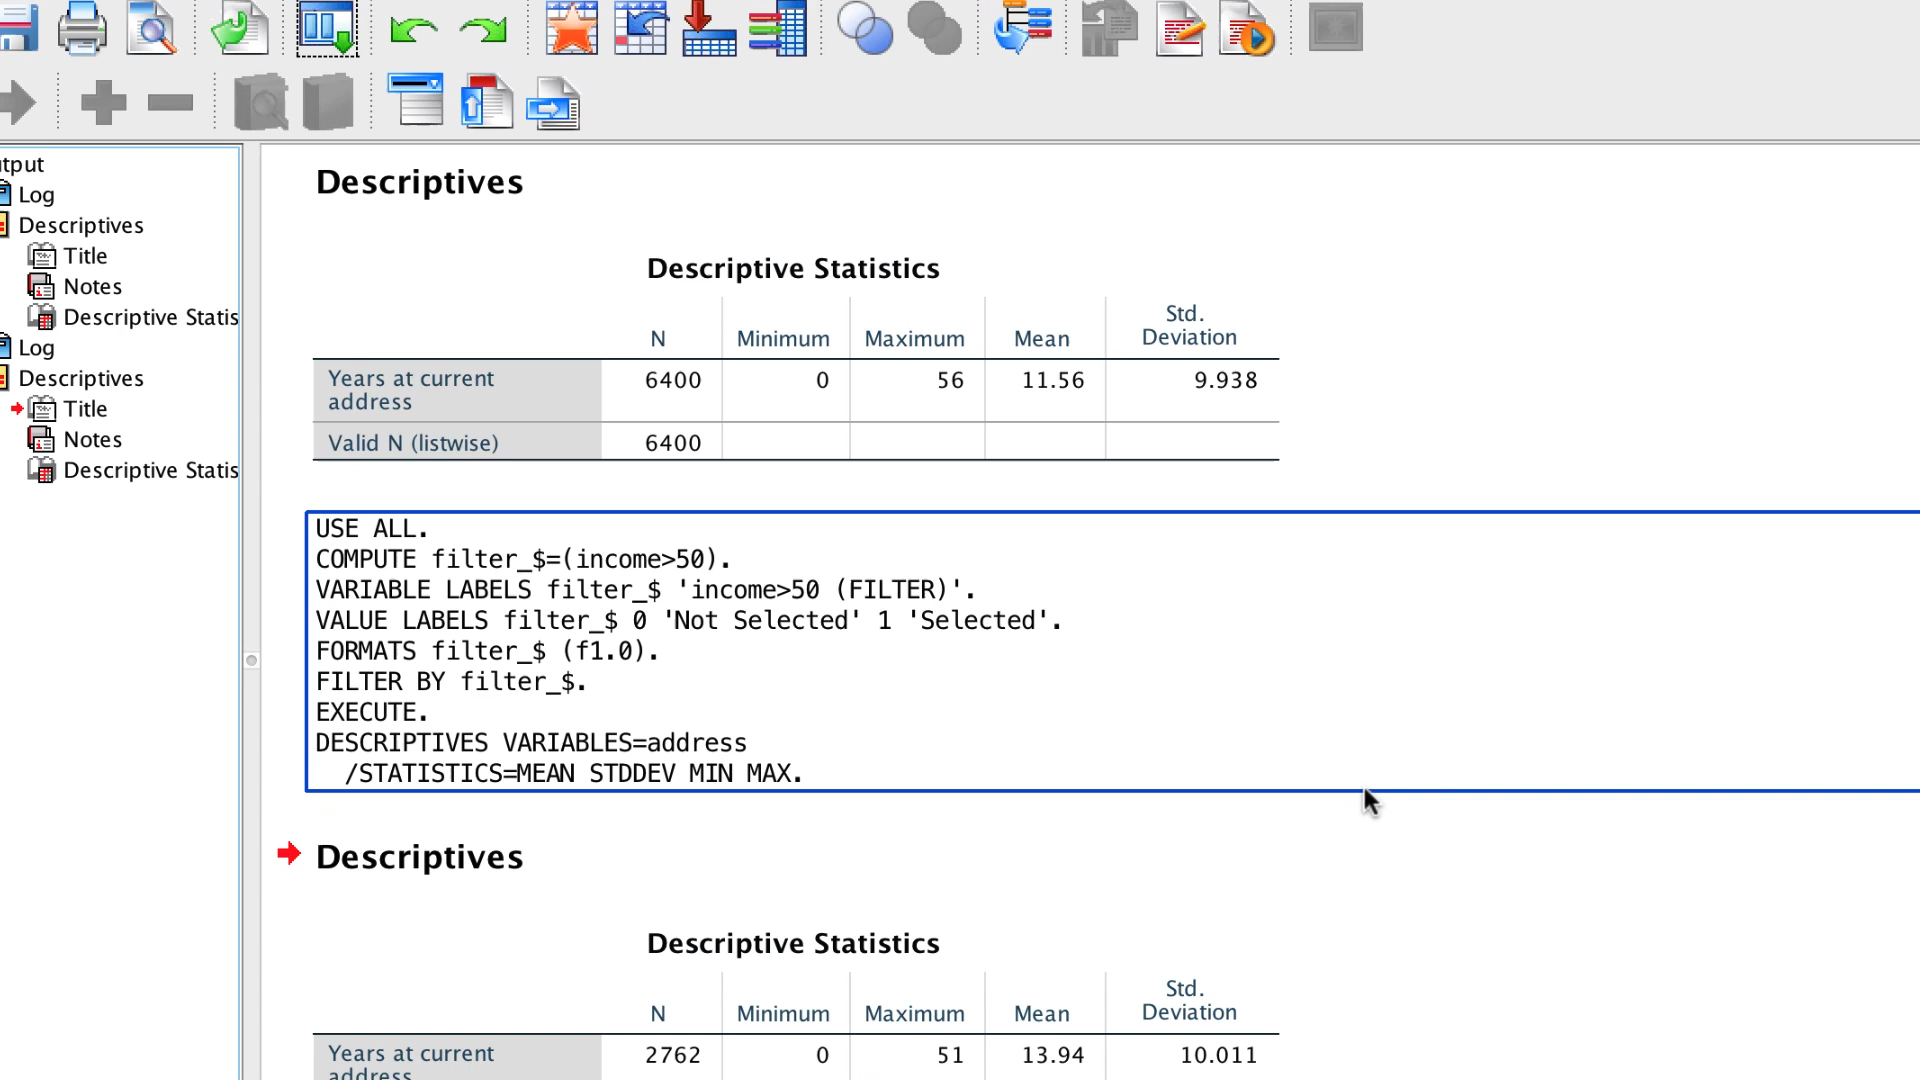 tput
Log
Descriptives
Title
Notes
Descriptive Statis
Log
Descriptives
Title
Notes
Descriptive Statis
Descriptives
Descriptive Statistics
N Minimum Maximum Mean Std. Deviation
Years at current address 6400 0 56 11.56 9.938
Valid N (listwise) 6400
USE ALL.
COMPUTE filter_$=(income>50).
VARIABLE LABELS filter_$ 'income>50 (FILTER)'.
VALUE LABELS filter_$ 0 'Not Selected' 1 'Selected'.
FORMATS filter_$ (f1.0).
FILTER BY filter_$.
EXECUTE.
DESCRIPTIVES VARIABLES=address
/STATISTICS=MEAN STDDEV MIN MAX.
Descriptives
Descriptive Statistics
N Minimum Maximum Mean Std. Deviation
Years at current address 2762 0 51 13.94 10.011